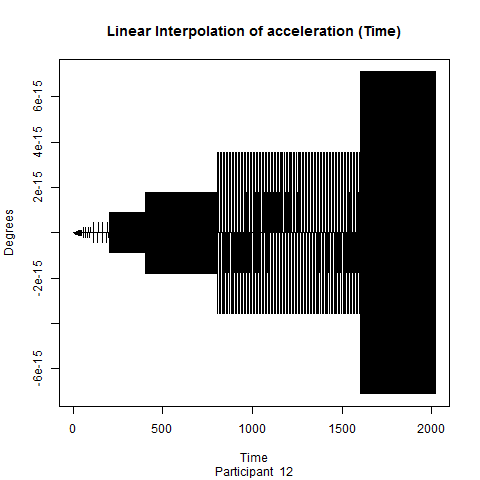 Linear Interpolation of acceleration (Time)
Degrees
6e-15
4e-15
2e-15
-2e-15
-6e-15
0 500 1000 1500 2000
Time
Participant 12